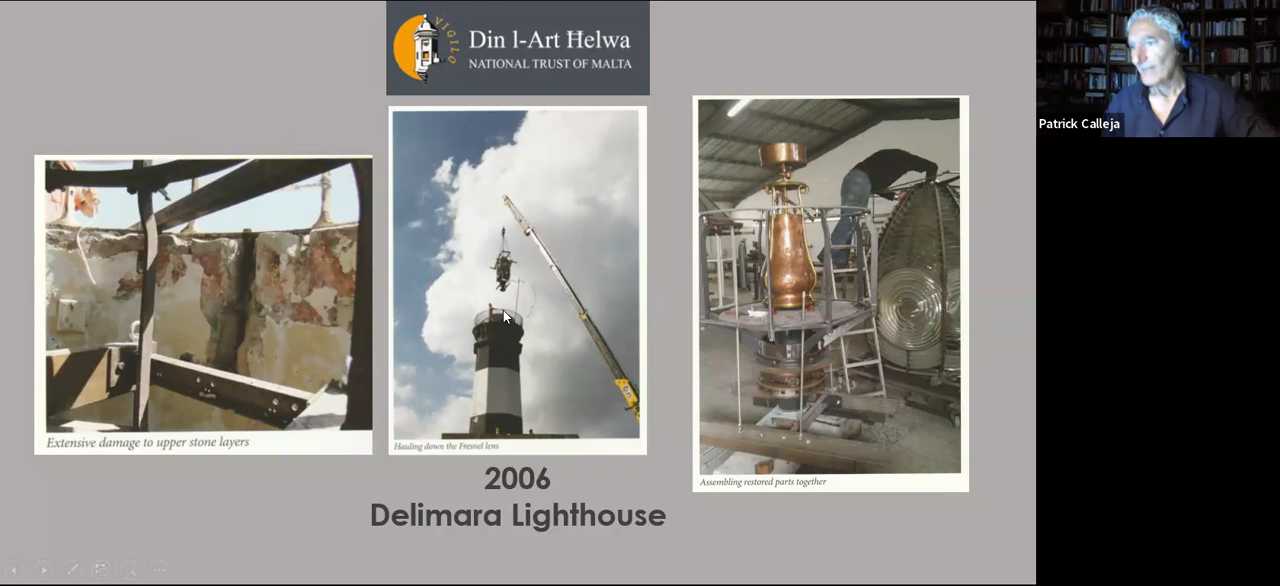 VIGILO
Din l-Art Ħelwa
NATIONAL TRUST OF MALTA
Patrick Calleja
Extensive damage to upper stone layers
Hauling down the Fresnel lens
Assembling restored parts together
2006
Delimara Lighthouse